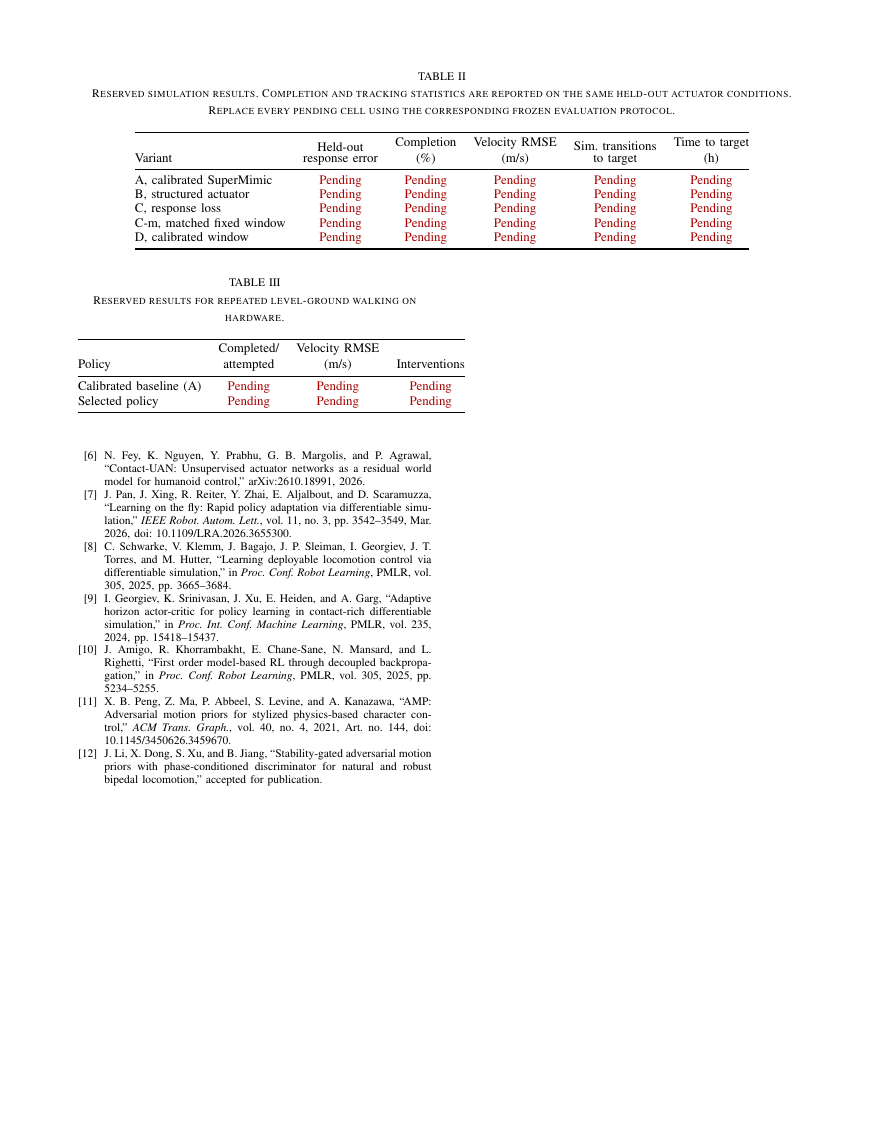 TABLE II
RESERVED SIMULATION RESULTS. COMPLETION AND TRACKING STATISTICS ARE REPORTED ON THE SAME HELD-OUT ACTUATOR CONDITIONS.
REPLACE EVERY PENDING CELL USING THE CORRESPONDING FROZEN EVALUATION PROTOCOL.
Variant Held-out response error Completion (%) Velocity RMSE (m/s) Sim. transitions to target Time to target (h)
A, calibrated SuperMimic Pending Pending Pending Pending Pending
B, structured actuator Pending Pending Pending Pending Pending
C, response loss Pending Pending Pending Pending Pending
C-m, matched fixed window Pending Pending Pending Pending Pending
D, calibrated window Pending Pending Pending Pending Pending
TABLE III
RESERVED RESULTS FOR REPEATED LEVEL-GROUND WALKING ON
HARDWARE.
Policy Completed/ attempted Velocity RMSE (m/s) Interventions
Calibrated baseline (A) Pending Pending Pending
Selected policy Pending Pending Pending
[6] N. Fey, K. Nguyen, Y. Prabhu, G. B. Margolis, and P. Agrawal,
“Contact-UAN: Unsupervised actuator networks as a residual world
model for humanoid control,” arXiv:2610.18991, 2026.
[7] J. Pan, J. Xing, R. Reiter, Y. Zhai, E. Aljalbout, and D. Scaramuzza,
“Learning on the fly: Rapid policy adaptation via differentiable simu-
lation,” IEEE Robot. Autom. Lett., vol. 11, no. 3, pp. 3542–3549, Mar.
2026, doi: 10.1109/LRA.2026.3655300.
[8] C. Schwarke, V. Klemm, J. Bagajo, J. P. Sleiman, I. Georgiev, J. T.
Torres, and M. Hutter, “Learning deployable locomotion control via
differentiable simulation,” in Proc. Conf. Robot Learning, PMLR, vol.
305, 2025, pp. 3665–3684.
[9] I. Georgiev, K. Srinivasan, J. Xu, E. Heiden, and A. Garg, “Adaptive
horizon actor-critic for policy learning in contact-rich differentiable
simulation,” in Proc. Int. Conf. Machine Learning, PMLR, vol. 235,
2024, pp. 15418–15437.
[10] J. Amigo, R. Khorrambakht, E. Chane-Sane, N. Mansard, and L.
Righetti, “First order model-based RL through decoupled backpropa-
gation,” in Proc. Conf. Robot Learning, PMLR, vol. 305, 2025, pp.
5234–5255.
[11] X. B. Peng, Z. Ma, P. Abbeel, S. Levine, and A. Kanazawa, “AMP:
Adversarial motion priors for stylized physics-based character con-
trol,” ACM Trans. Graph., vol. 40, no. 4, 2021, Art. no. 144, doi:
10.1145/3450626.3459670.
[12] J. Li, X. Dong, S. Xu, and B. Jiang, “Stability-gated adversarial motion
priors with phase-conditioned discriminator for natural and robust
bipedal locomotion,” accepted for publication.